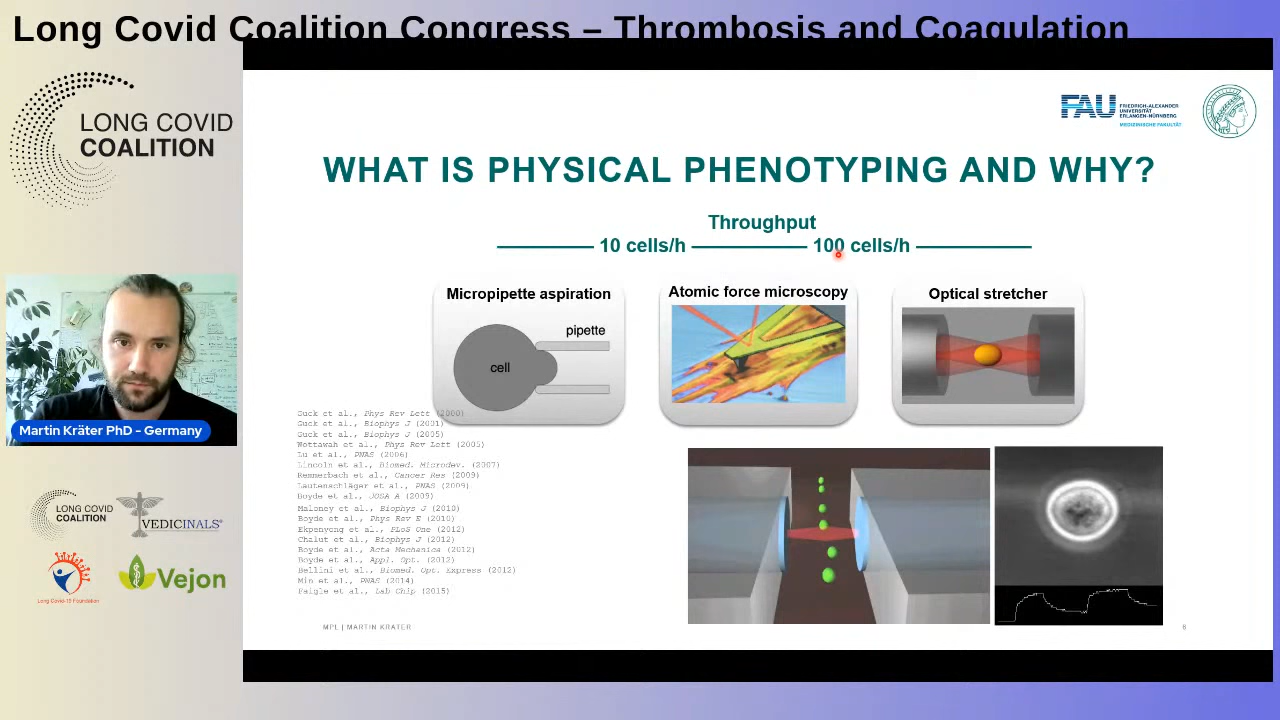 Long Covid Coalition Congress – Thrombosis and Coagulation
LONG COVID
COALITION
FAU
FRIEDRICH-ALEXANDER
UNIVERSITÄT
ERLANGEN-NÜRNBERG
MEDIZINISCHE FAKULTÄT
WHAT IS PHYSICAL PHENOTYPING AND WHY?
Throughput
10 cells/h
100 cells/h
Micropipette aspiration
pipette
cell
Atomic force microscopy
Optical stretcher
Martin Kräter PhD - Germany
Guck et al., Phys Rev Lett (2000)
Guck et al., Biophys J (2001)
Guck et al., Biophys J (2005)
Wottawah et al., Phys Rev Lett (2005)
Lu et al., PNAS (2006)
Lincoln et al., Biomed. Microdev. (2007)
Remmerbach et al., Cancer Res (2009)
Lautenschläger et al., PNAS (2009)
Boyde et al., JOSA A (2009)
Maloney et al., Biophys J (2010)
Boyde et al., Phys Rev E (2010)
Ekpenyong et al., PLoS One (2012)
Chalut et al., Biophys J (2012)
Boyde et al., Acta Mechanica (2012)
Boyde et al., Appl. Opt. (2012)
Bellini et al., Biomed. Opt. Express (2012)
Min et al., PNAS (2014)
Faigle et al., Lab Chip (2015)
MPL | MARTIN KRÄTER
6
LONG COVID
COALITION
VEDICINALS®
Long Covid-19 Foundation
Vejon